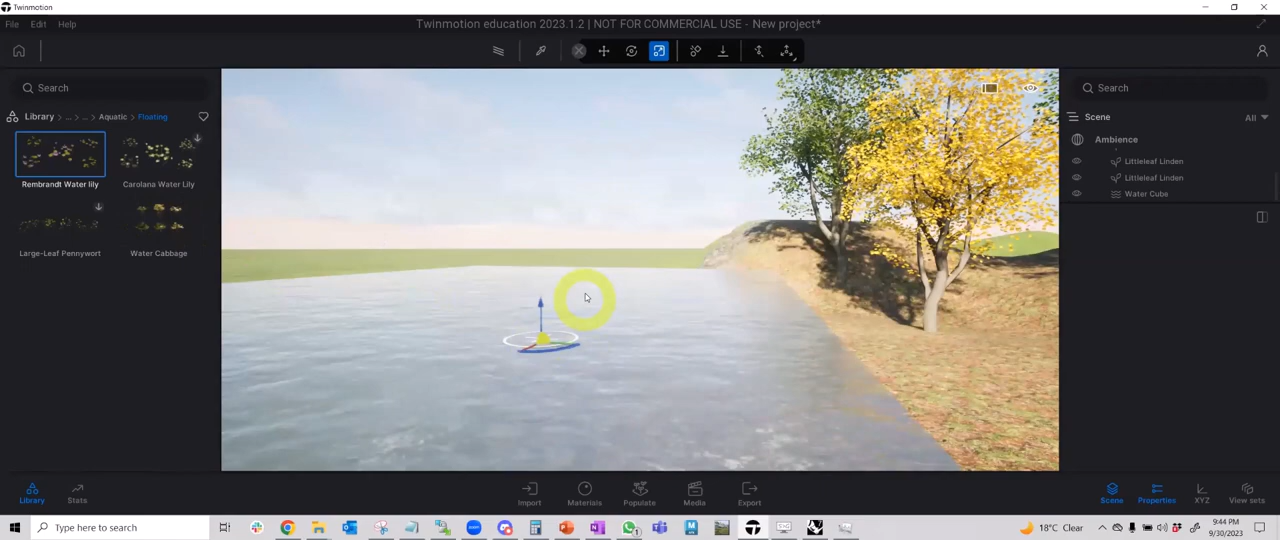 Twinmotion
File Edit Help
Twinmotion education 2023.1.2 | NOT FOR COMMERCIAL USE - New project*
Search
Library > ... > ... > Aquatic > Floating
Rembrandt Water lily
Carolana Water Lily
Large-Leaf Pennywort
Water Cabbage
Search
Scene
All
Ambience
Littleleaf Linden
Littleleaf Linden
Water Cube
Library
Stats
Import
Materials
Populate
Media
Export
Scene
Properties
XYZ
View sets
Type here to search
18°C Clear
9:44 PM
9/30/2023